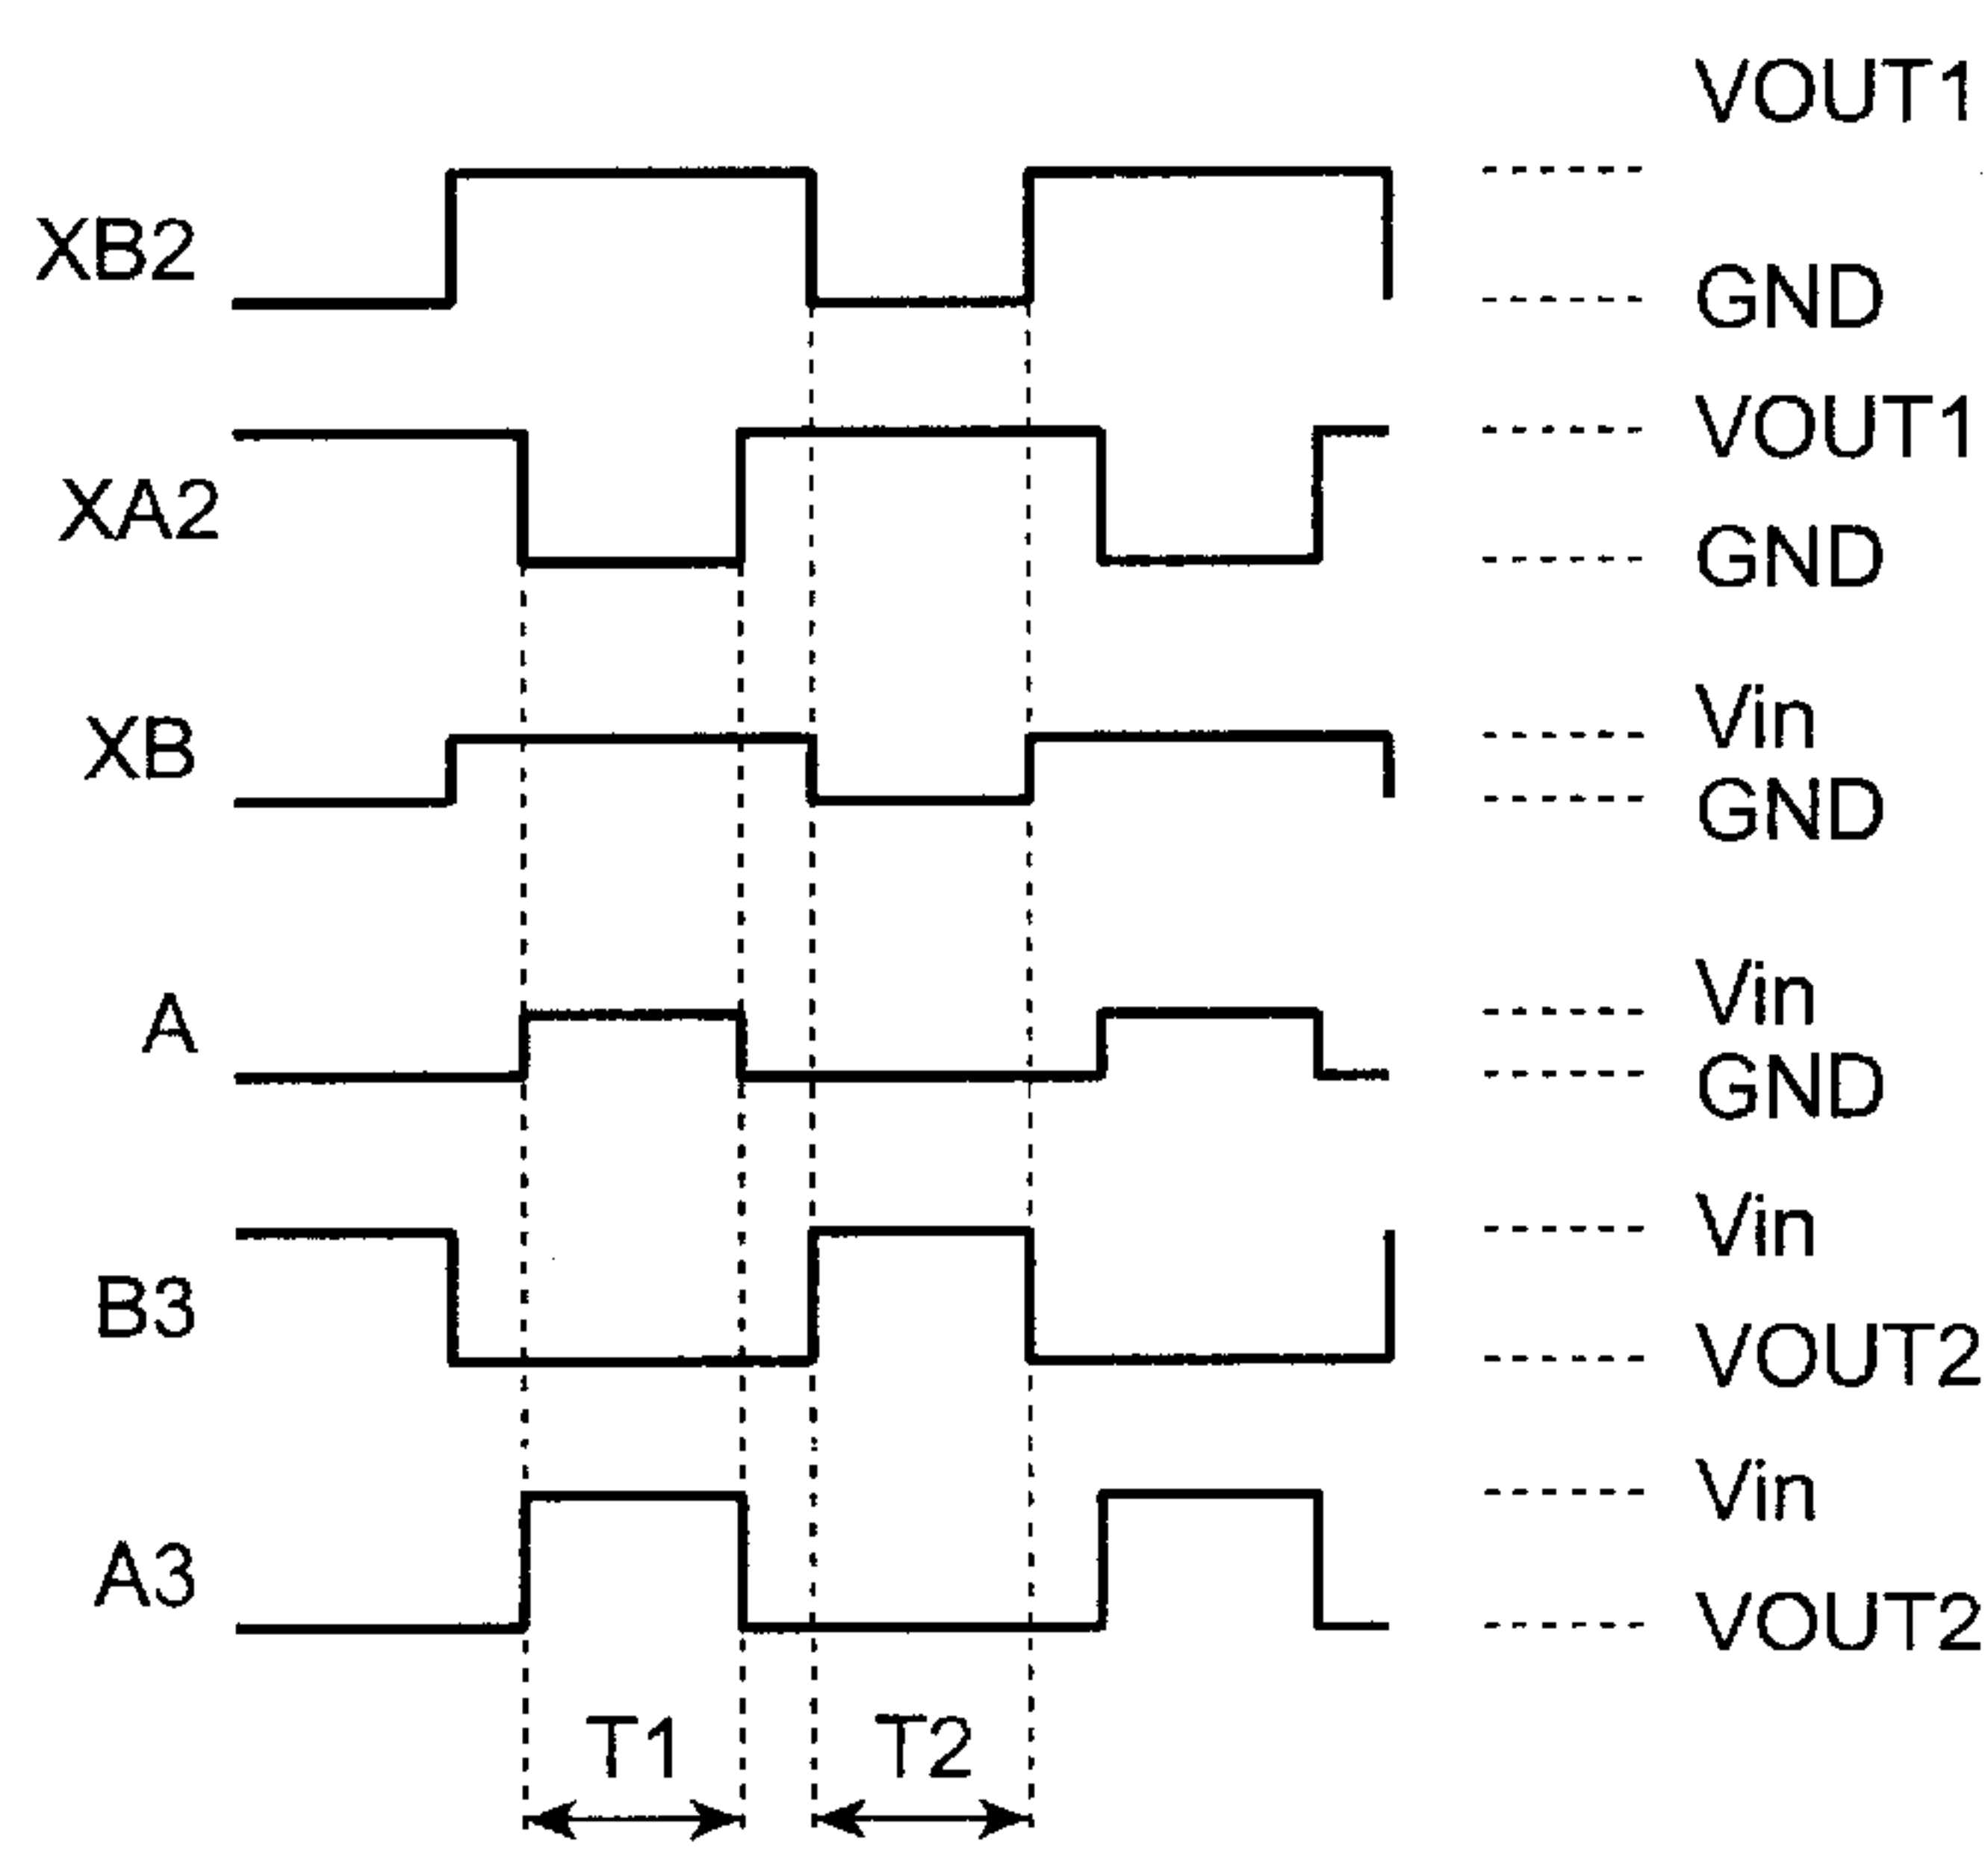 VOUT1
XB2
GND
VOUT1
XA2
GND
Vin
XB
GND
Vin
A
GND
Vin
B3
VOUT2
Vin
A3
VOUT2
T1 T2